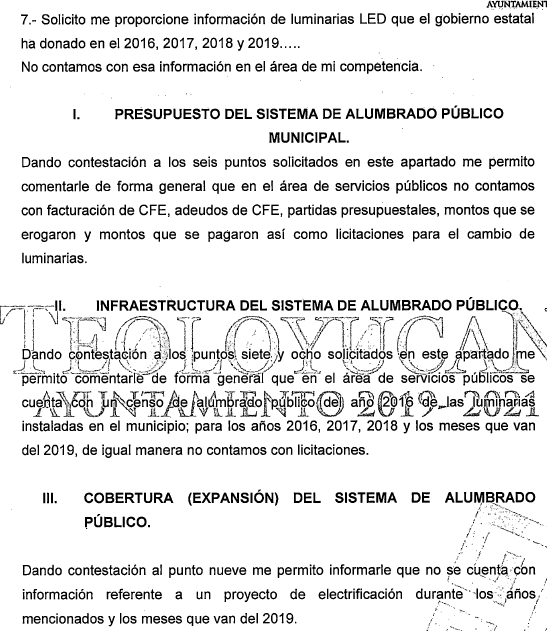 AYUNTAMIENT
7.- Solicito me proporcione información de luminarias LED que el gobierno estatal
ha donado en el 2016, 2017, 2018 y 2019.....
No contamos con esa información en el área de mi competencia.
I. PRESUPUESTO DEL SISTEMA DE ALUMBRADO PÚBLICO
MUNICIPAL.
Dando contestación a los seis puntos solicitados en este apartado me permito
comentarle de forma general que en el área de servicios públicos no contamos
con facturación de CFE, adeudos de CFE, partidas presupuestales, montos que se
erogaron y montos que se pagaron así como licitaciones para el cambio de
luminarias.
II. INFRAESTRUCTURA DEL SISTEMA DE ALUMBRADO PÚBLICO.
TEOLOYUCAN
Dando contestación a los puntos siete y ocho solicitados en este apartado me
permito comentarle de forma general que en el área de servicios públicos se
cuenta con un censo de alumbrado público del año 2016 de las luminarias
AYUNTAMIENTO 2019 - 2021
instaladas en el municipio; para los años 2016, 2017, 2018 y los meses que van
del 2019, de igual manera no contamos con licitaciones.
III. COBERTURA (EXPANSIÓN) DEL SISTEMA DE ALUMBRADO
PÚBLICO.
Dando contestación al punto nueve me permito informarle que no se cuenta con
información referente a un proyecto de electrificación durante los años
mencionados y los meses que van del 2019.